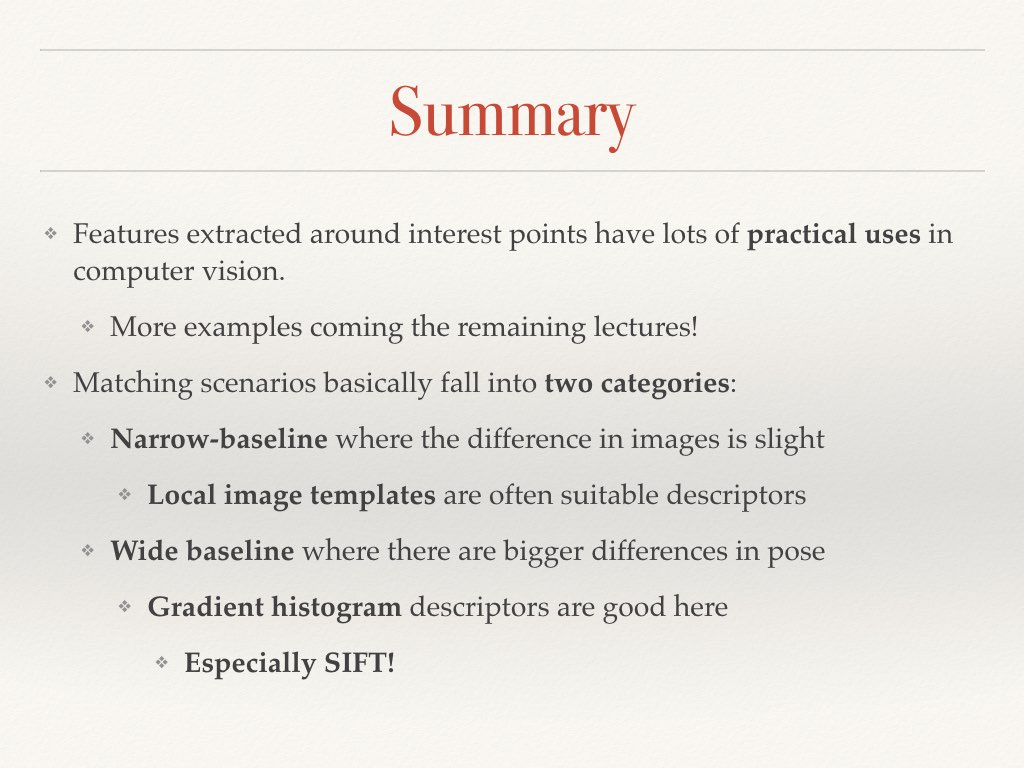 Summary
❖ Features extracted around interest points have lots of practical uses in
computer vision.
❖ More examples coming the remaining lectures!
❖ Matching scenarios basically fall into two categories:
❖ Narrow-baseline where the difference in images is slight
❖ Local image templates are often suitable descriptors
❖ Wide baseline where there are bigger differences in pose
❖ Gradient histogram descriptors are good here
❖ Especially SIFT!